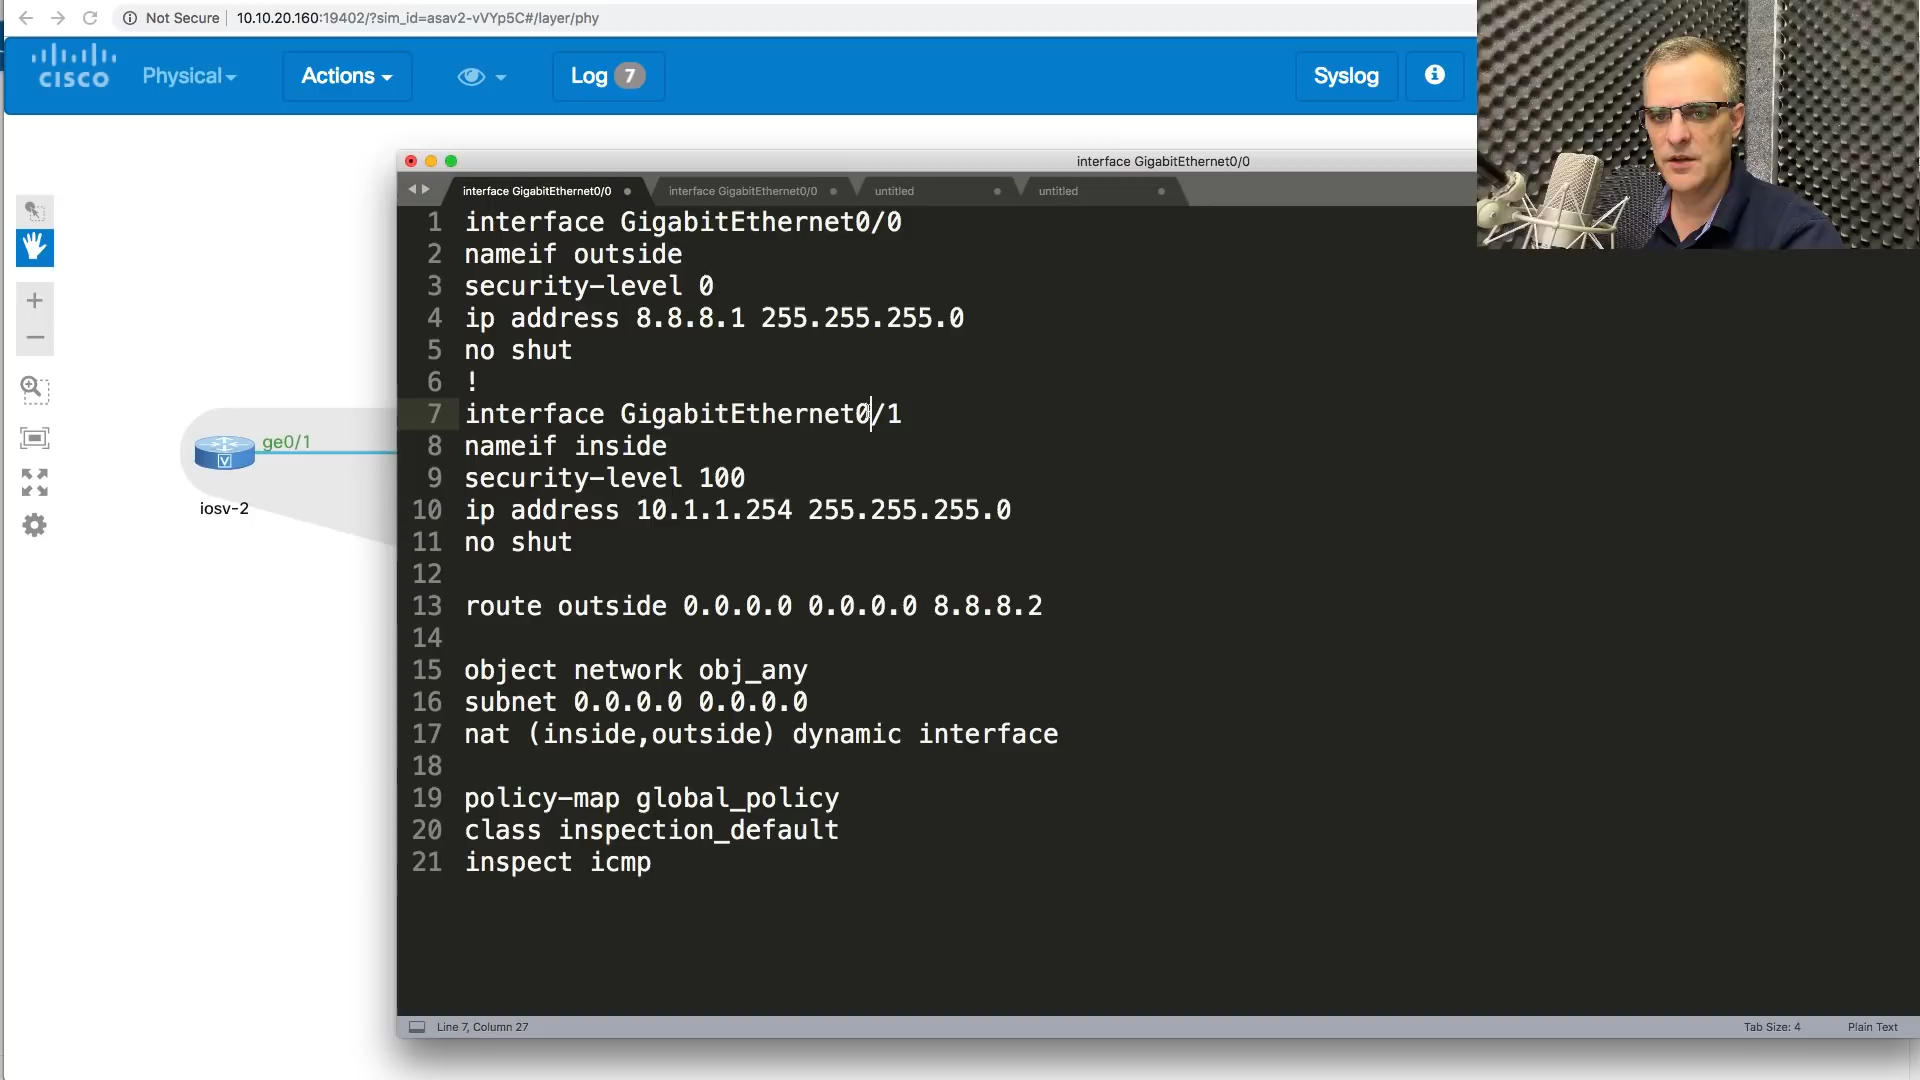 Not Secure 10.10.20.160:19402/?sim_id=asav2-vVYp5C#/layer/phy
CISCO Physical Actions Log 7 Syslog
interface GigabitEthernet0/0
interface GigabitEthernet0/0 interface GigabitEthernet0/0 untitled untitled
1 interface GigabitEthernet0/0
2 nameif outside
3 security-level 0
4 ip address 8.8.8.1 255.255.255.0
5 no shut
6 !
7 interface GigabitEthernet0/1
8 nameif inside
9 security-level 100
10 ip address 10.1.1.254 255.255.255.0
11 no shut
12
13 route outside 0.0.0.0 0.0.0.0 8.8.8.2
14
15 object network obj_any
16 subnet 0.0.0.0 0.0.0.0
17 nat (inside,outside) dynamic interface
18
19 policy-map global_policy
20 class inspection_default
21 inspect icmp
ge0/1
V
iosv-2
Line 7, Column 27 Tab Size: 4 Plain Text